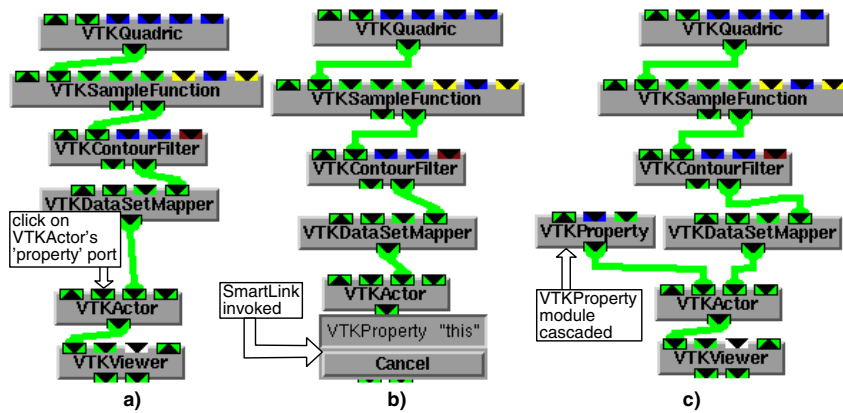 VTKQuadric
VTKSampleFunction
VTKContourFilter
VTKDataSetMapper
click on
VTKActor's
'property' port
VTKActor
VTKViewer
a)
VTKQuadric
VTKSampleFunction
VTKContourFilter
VTKDataSetMapper
VTKActor
SmartLink
invoked
VTKProperty "this"
Cancel
b)
VTKQuadric
VTKSampleFunction
VTKContourFilter
VTKProperty
VTKDataSetMapper
VTKProperty
module
cascaded
VTKActor
VTKViewer
c)